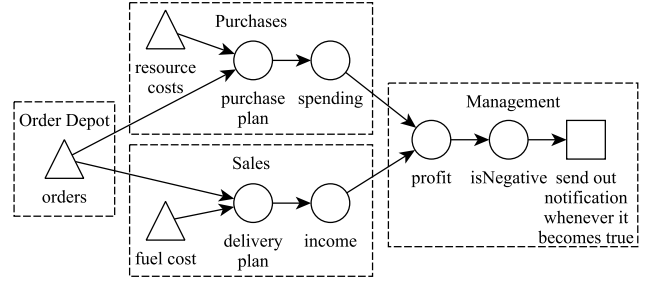 Purchases
resource
costs
purchase
plan
spending
Order Depot
orders
Sales
fuel cost
delivery
plan
income
Management
profit
isNegative
send out
notification
whenever it
becomes true